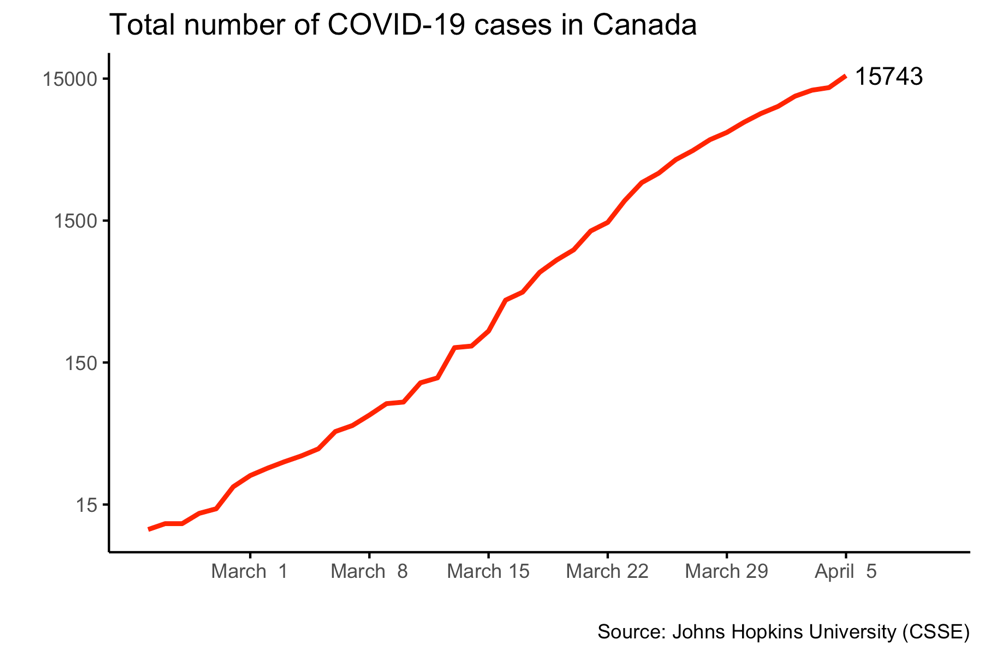 Total number of COVID-19 cases in Canada
15000
15743
1500
150
15
March  1
March  8
March 15
March 22
March 29
April  5
Source: Johns Hopkins University (CSSE)